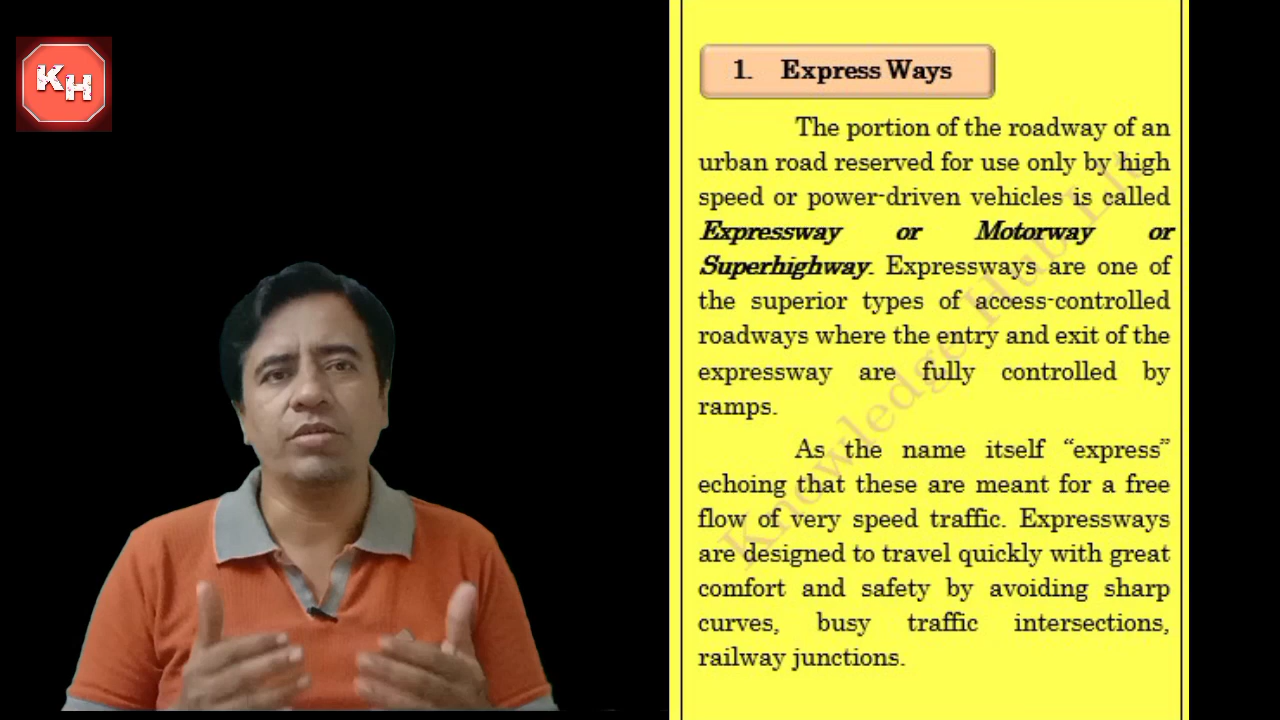 KH
1. Express Ways
The portion of the roadway of an
urban road reserved for use only by high
speed or power-driven vehicles is called
Expressway or Motorway or
Superhighway. Expressways are one of
the superior types of access-controlled
roadways where the entry and exit of the
expressway are fully controlled by
ramps.
As the name itself “express”
echoing that these are meant for a free
flow of very speed traffic. Expressways
are designed to travel quickly with great
comfort and safety by avoiding sharp
curves, busy traffic intersections,
railway junctions.
Knowledge Hub